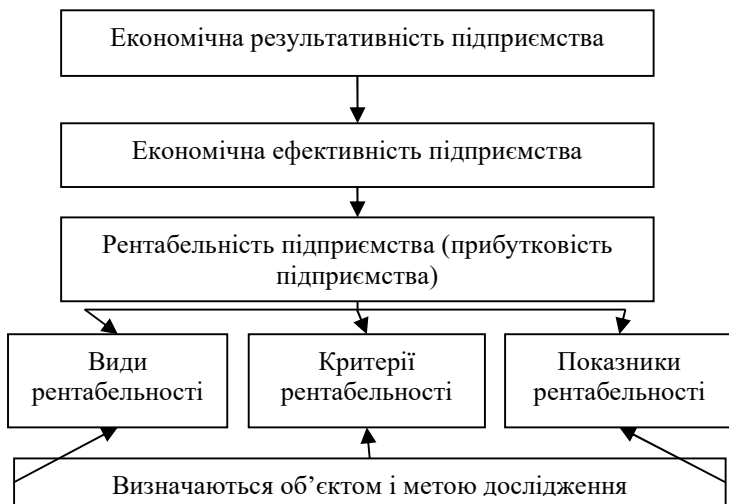 Економічна результативність підприємства
Економічна ефективність підприємства
Рентабельність підприємства (прибутковість
підприємства)
Види
рентабельності
Критерії
рентабельності
Показники
рентабельності
Визначаються об’єктом і метою дослідження